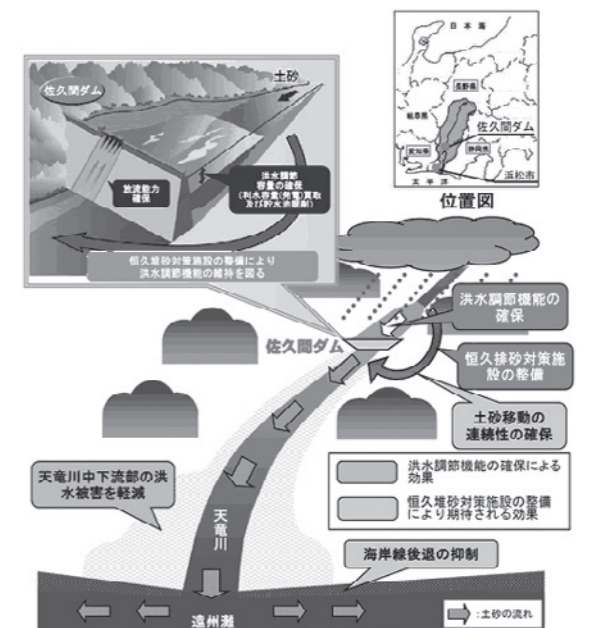 土砂
佐久間ダム
放流能力
確保
洪水調節
容量の確保
(利水容量(発電)買取
及び貯水池掘削)
恒久堆砂対策施設の整備により
洪水調節機能の維持を図る
日本海
長野県
岐阜県
佐久間ダム
愛知県
静岡県
浜松市
太平洋
位置図
洪水調節機能の
確保
佐久間ダム
恒久排砂対策施
設の整備
土砂移動の
連続性の確保
洪水調節機能の確保による
効果
恒久堆砂対策施設の整備
により期待される効果
天竜川中下流部の洪
水被害を軽減
天竜川
海岸線後退の抑制
遠州灘
:土砂の流れ